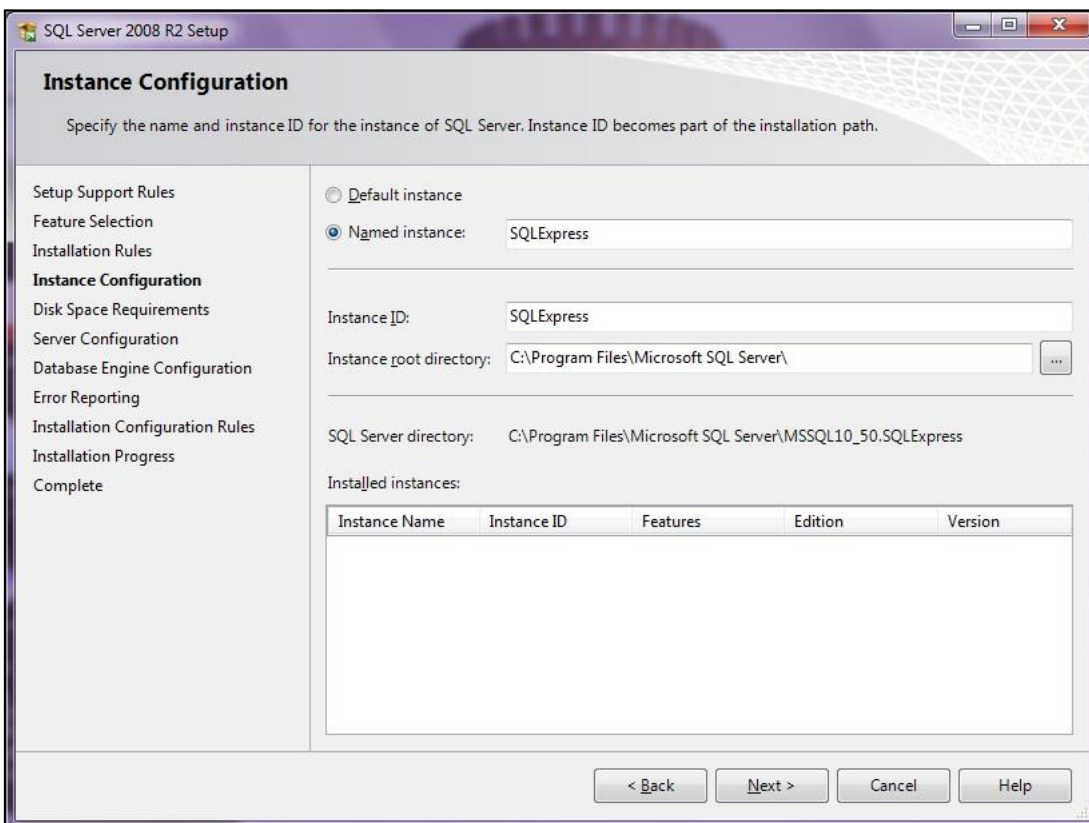 SQL Server 2008 R2 Setup
Instance Configuration
Specify the name and instance ID for the instance of SQL Server. Instance ID becomes part of the installation path.
Setup Support Rules
Feature Selection
Installation Rules
Instance Configuration
Disk Space Requirements
Server Configuration
Database Engine Configuration
Error Reporting
Installation Configuration Rules
Installation Progress
Complete
Default instance
Named instance: SQLExpress
Instance ID: SQLExpress
Instance root directory: C:\Program Files\Microsoft SQL Server\ ...
SQL Server directory: C:\Program Files\Microsoft SQL Server\MSSQL10_50.SQLExpress
Installed instances:
Instance Name Instance ID Features Edition Version
< Back Next > Cancel Help